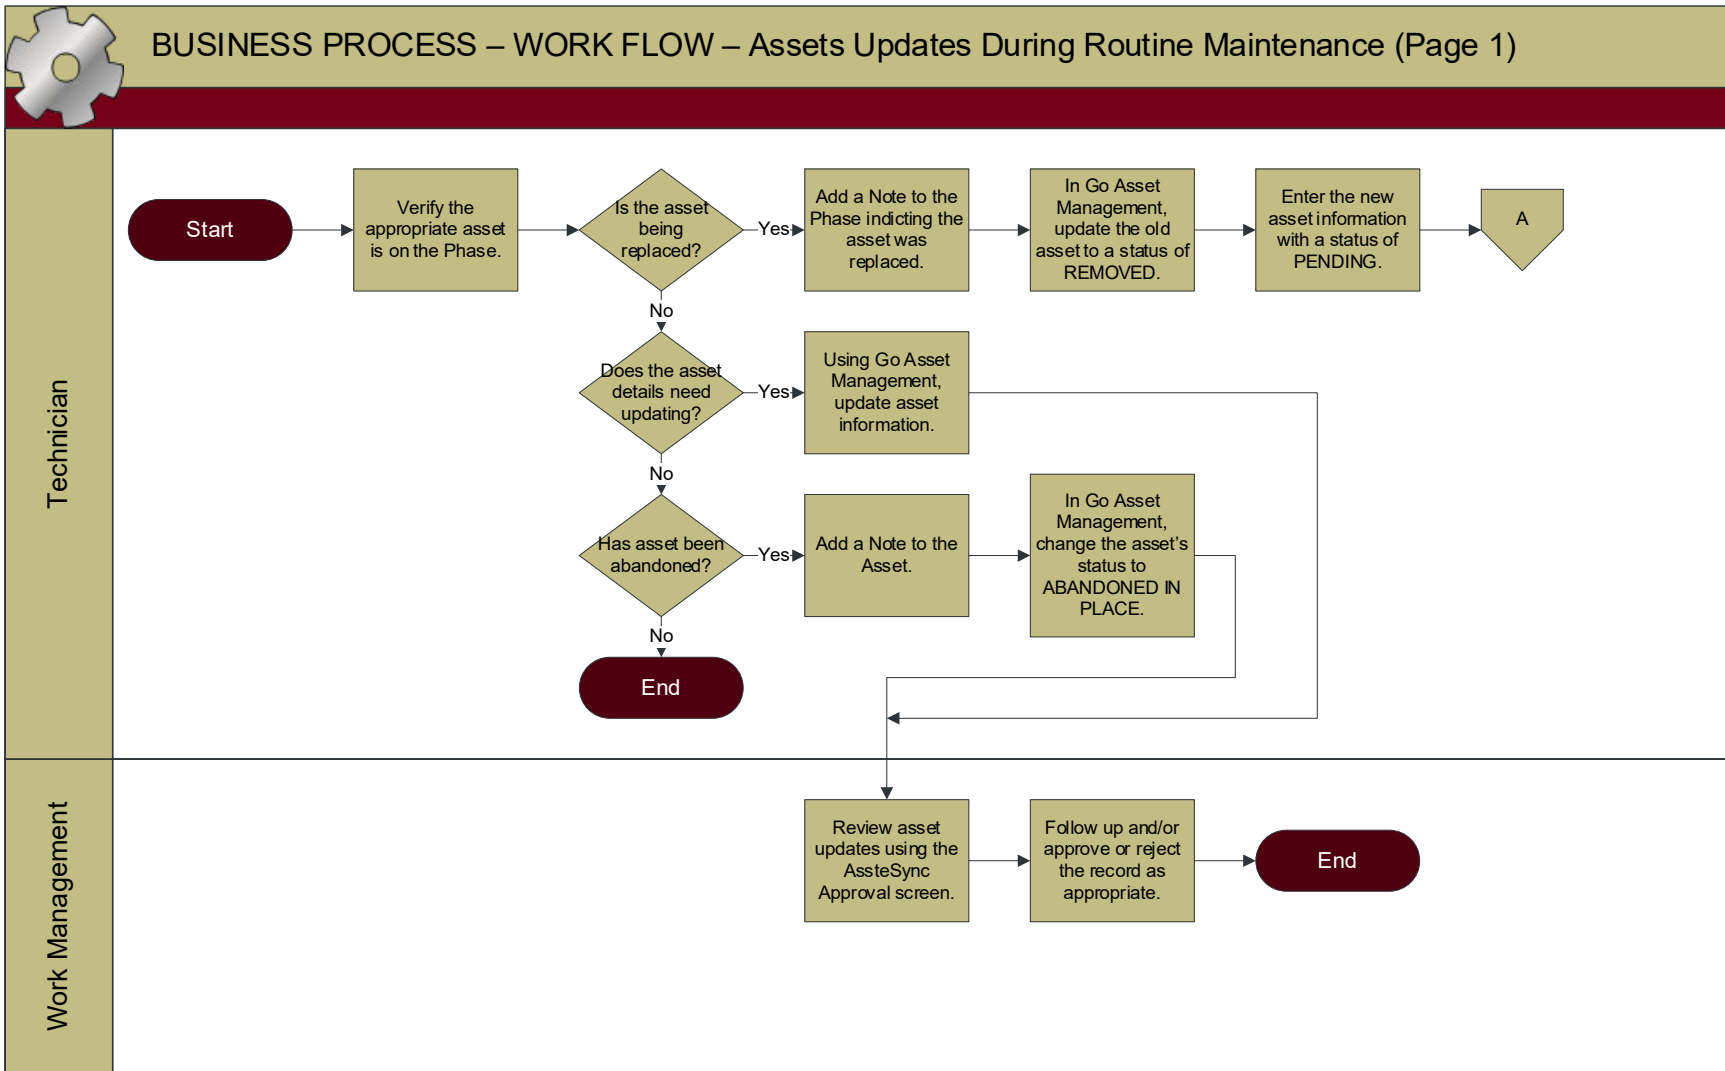 BUSINESS PROCESS – WORK FLOW – Assets Updates During Routine Maintenance (Page 1)
Technician
Start
Verify the
appropriate asset
is on the Phase.
Is the asset
being
replaced?
Yes
Add a Note to the
Phase indicting the
asset was
replaced.
In Go Asset
Management,
update the old
asset to a status of
REMOVED.
Enter the new
asset information
with a status of
PENDING.
A
No
Does the asset
details need
updating?
Yes
Using Go Asset
Management,
update asset
information.
No
Has asset been
abandoned?
Yes
Add a Note to the
Asset.
In Go Asset
Management,
change the asset's
status to
ABANDONED IN
PLACE.
No
End
Work Management
Review asset
updates using the
AssteSync
Approval screen.
Follow up and/or
approve or reject
the record as
appropriate.
End